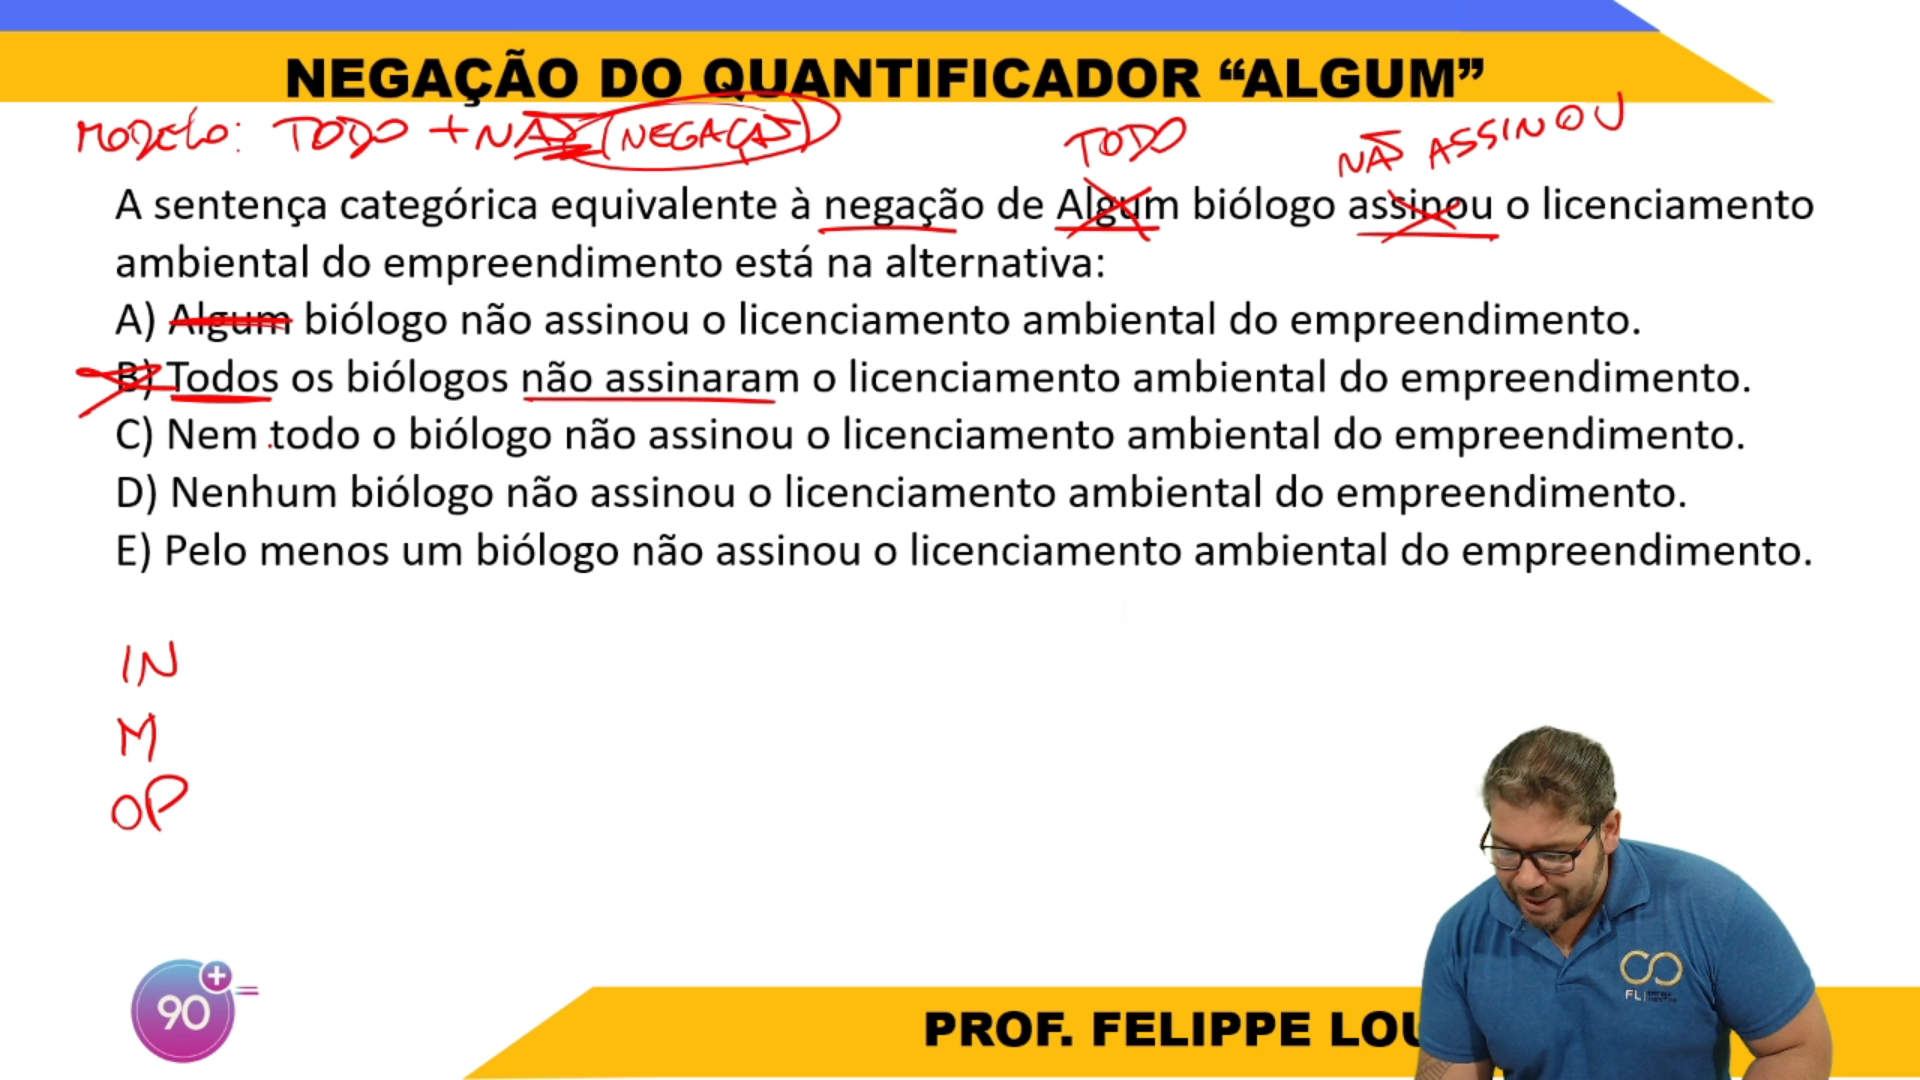 NEGAÇÃO DO QUANTIFICADOR “ALGUM”
MODELO: TODO + NÃO (NEGAÇÃO)
TODO
NÃO ASSINOU
A sentença categórica equivalente à negação de Algum biólogo assinou o licenciamento
ambiental do empreendimento está na alternativa:
A) Algum biólogo não assinou o licenciamento ambiental do empreendimento.
B) Todos os biólogos não assinaram o licenciamento ambiental do empreendimento.
C) Nem todo o biólogo não assinou o licenciamento ambiental do empreendimento.
D) Nenhum biólogo não assinou o licenciamento ambiental do empreendimento.
E) Pelo menos um biólogo não assinou o licenciamento ambiental do empreendimento.
IN
M
OP
90+
PROF. FELIPPE LOU
FL